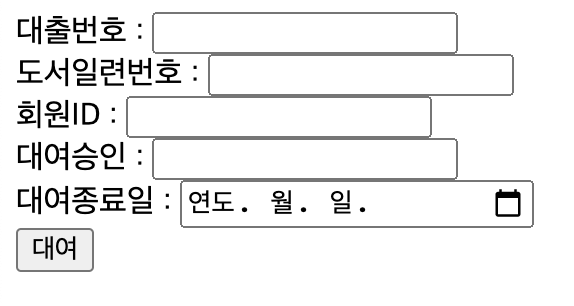 대출번호 :
도서일련번호 :
회원ID :
대여승인 :
대여종료일 : 연도. 월. 일.
대여